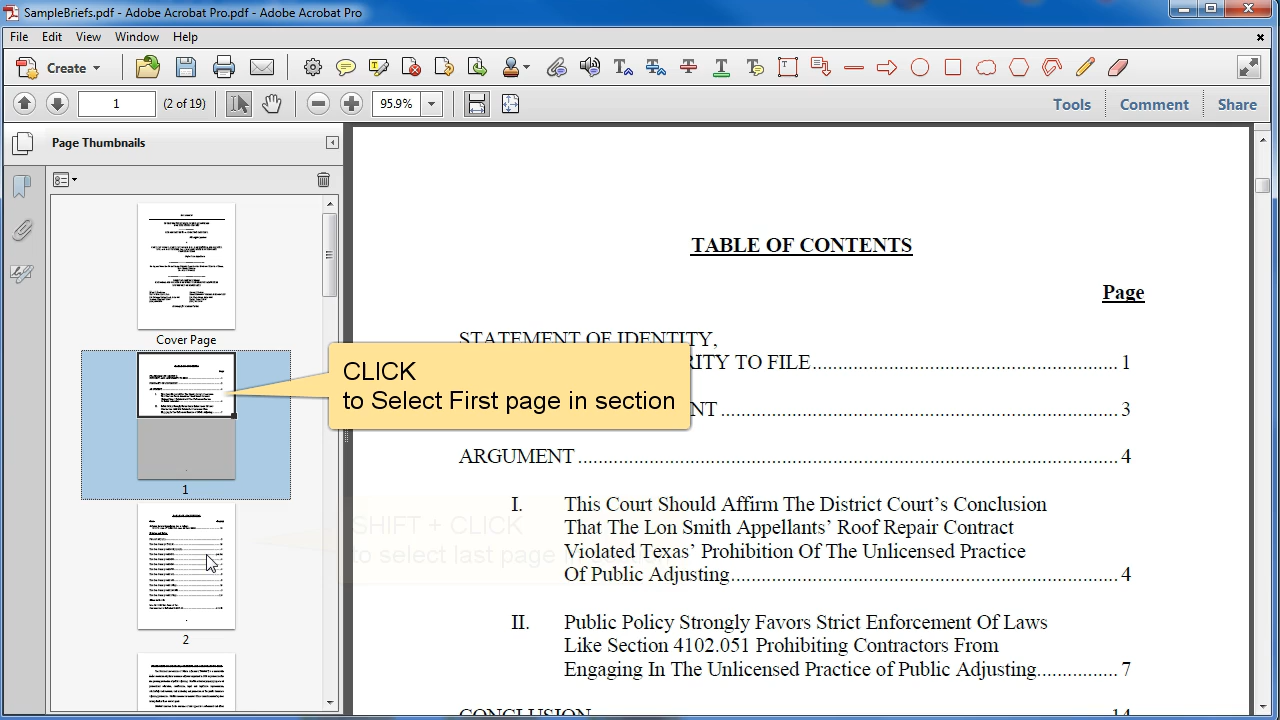 SampleBriefs.pdf - Adobe Acrobat Pro.pdf - Adobe Acrobat Pro
File Edit View Window Help
Create
1 (2 of 19) 95.9% Tools Comment Share
Page Thumbnails
Cover Page
1
2
TABLE OF CONTENTS
Page
STATEMENT OF IDENTITY,
RITY TO FILE 1
NT 3
ARGUMENT 4
I. This Court Should Affirm The District Court's Conclusion
That The Lon Smith Appellants' Roof Repair Contract
Violated Texas' Prohibition Of The Unlicensed Practice
Of Public Adjusting 4
II. Public Policy Strongly Favors Strict Enforcement Of Laws
Like Section 4102.051 Prohibiting Contractors From
Engaging In The Unlicensed Practice of Public Adjusting 7
CONCLUSION 14
CLICK
to Select First page in section
SHIFT + CLICK
to select last page